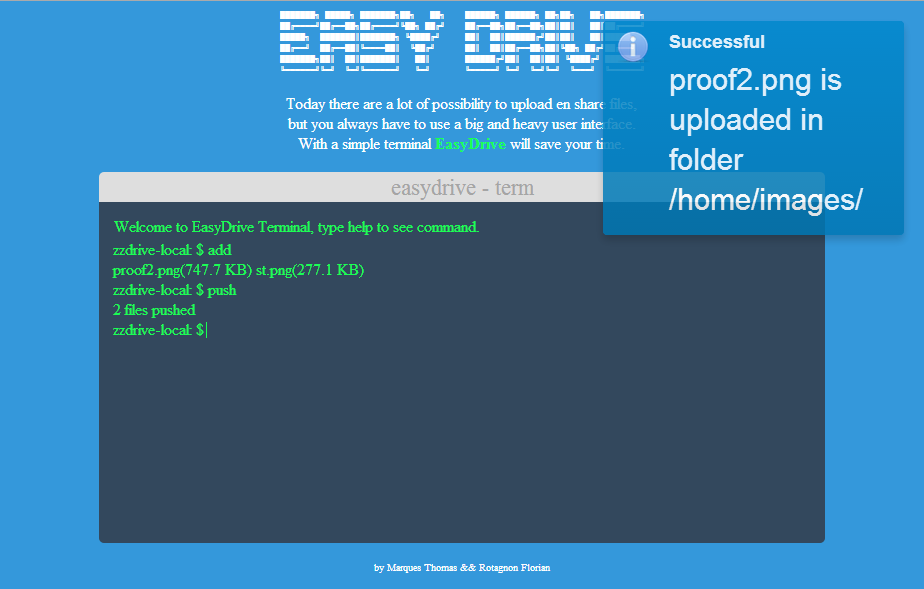 EASY DRIVE
Today there are a lot of possibility to upload en share files,
but you always have to use a big and heavy user interface.
With a simple terminal EasyDrive will save your time.
Successful
proof2.png is
uploaded in
folder
/home/images/
easydrive - term
Welcome to EasyDrive Terminal, type help to see command.
zzdrive-local: $ add
proof2.png(747.7 KB) st.png(277.1 KB)
zzdrive-local: $ push
2 files pushed
zzdrive-local: $
by Marques Thomas && Rotagnon Florian